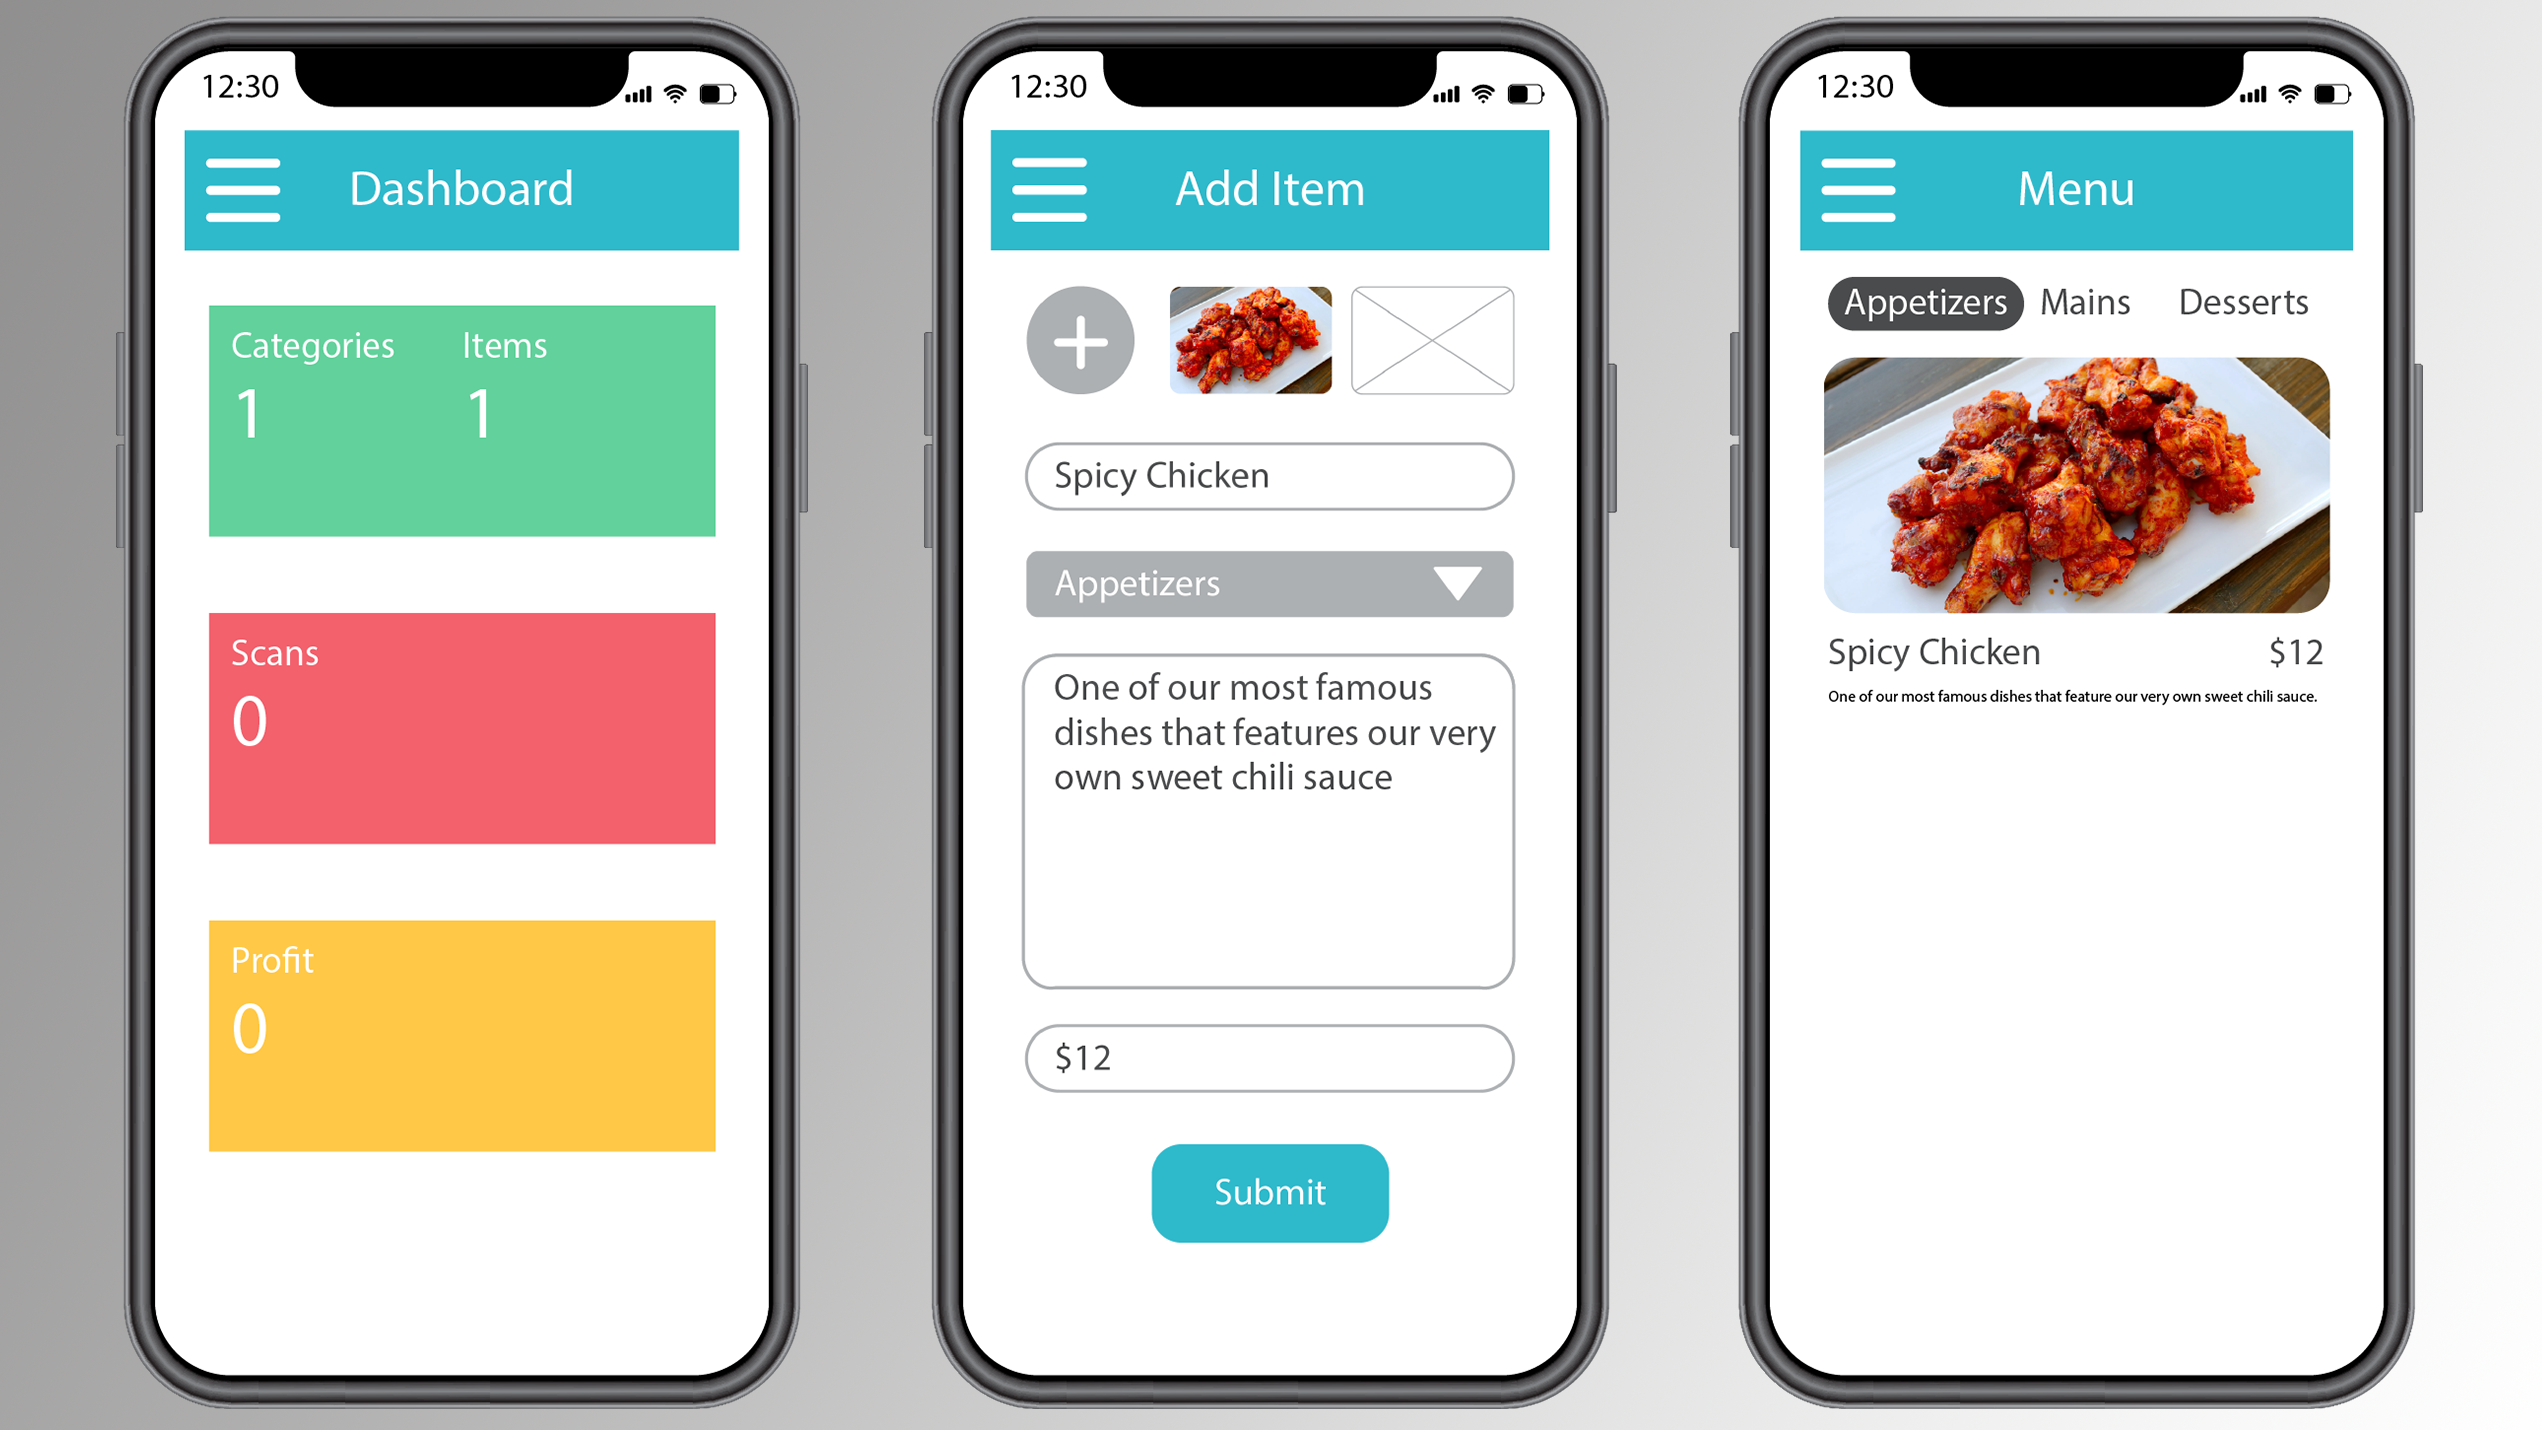 12:30
Dashboard
Categories Items
1 1
Scans
0
Profit
0
12:30
Add Item
Spicy Chicken
Appetizers
One of our most famous
dishes that features our very
own sweet chili sauce
$12
Submit
12:30
Menu
Appetizers Mains Desserts
Spicy Chicken $12
One of our most famous dishes that feature our very own sweet chili sauce.